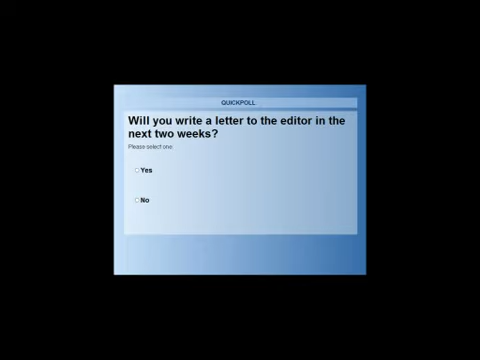 QUICKPOLL
Will you write a letter to the editor in the
next two weeks?
Please select one
Yes
No